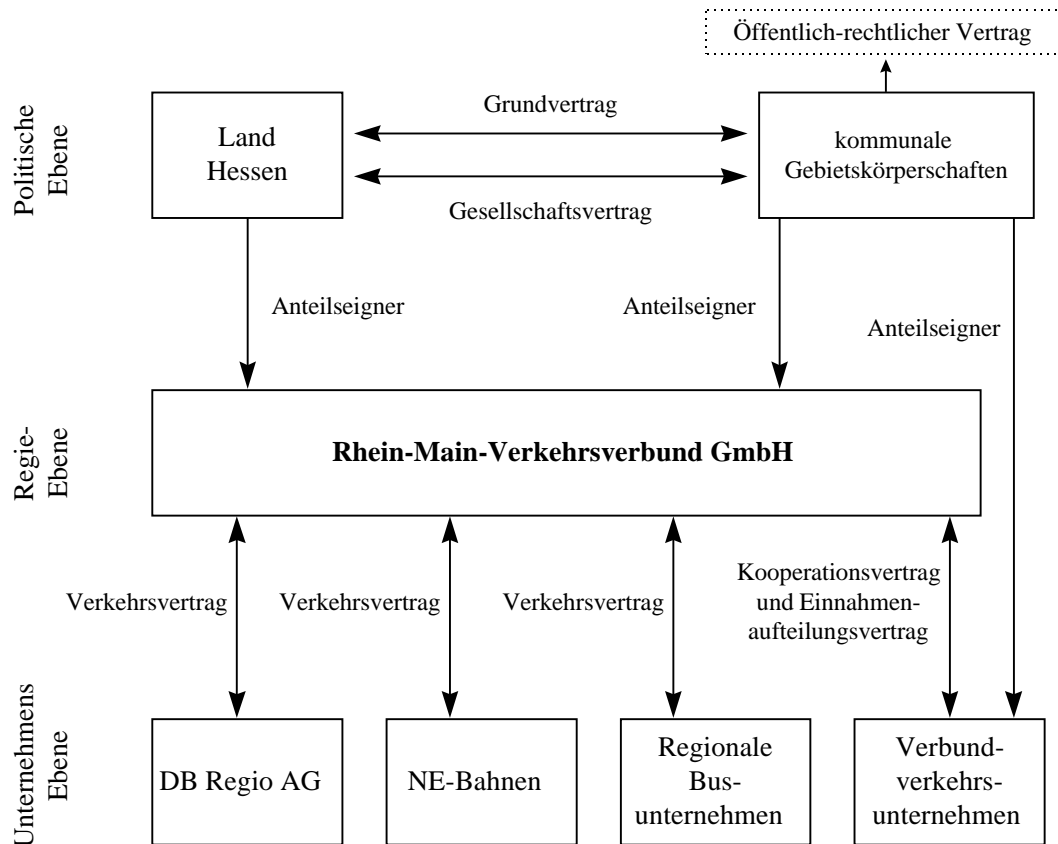 Öffentlich-rechtlicher Vertrag
Politische
Ebene
Land
Hessen
Grundvertrag
Gesellschaftsvertrag
kommunale
Gebietskörperschaften
Anteilseigner
Anteilseigner
Anteilseigner
Regie-
Ebene
Rhein-Main-Verkehrsverbund GmbH
Verkehrsvertrag
Verkehrsvertrag
Verkehrsvertrag
Kooperationsvertrag
und Einnahmen-
aufteilungsvertrag
Unternehmens
Ebene
DB Regio AG
NE-Bahnen
Regionale
Bus-
unternehmen
Verbund-
verkehrs-
unternehmen